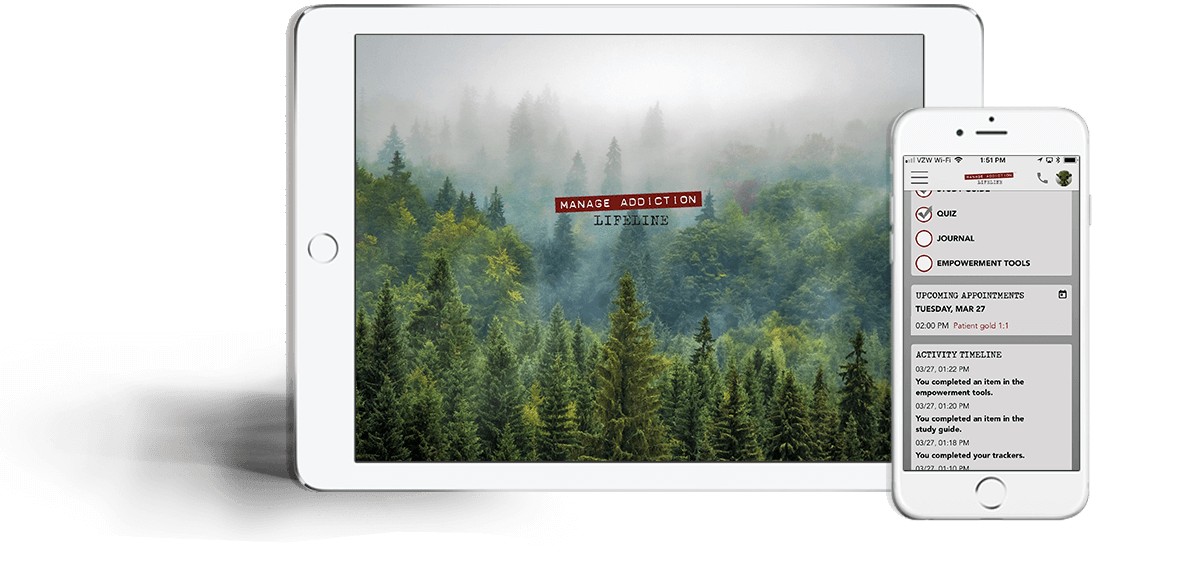 MANAGE ADDICTION
LIFELINE
VZW Wi-Fi
1:51 PM
MANAGE ADDICTION
LIFELINE
STUDY GUIDE
QUIZ
JOURNAL
EMPOWERMENT TOOLS
UPCOMING APPOINTMENTS
TUESDAY, MAR 27
02:00 PM Patient gold 1:1
ACTIVITY TIMELINE
03/27, 01:22 PM
You completed an item in the
empowerment tools.
03/27, 01:20 PM
You completed an item in the
study guide.
03/27, 01:18 PM
You completed your trackers.
03/27, 01:10 PM